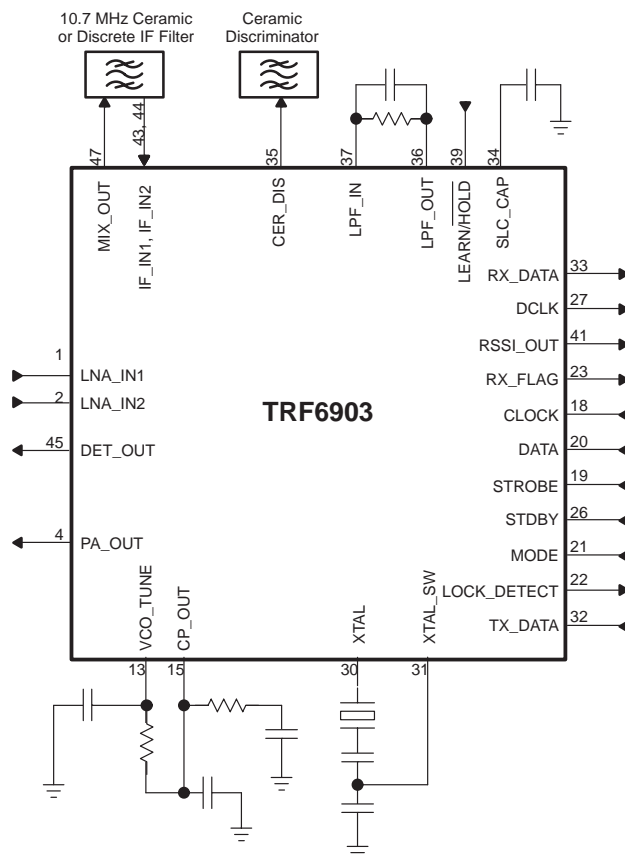 10.7 MHz Ceramic
or Discrete IF Filter
Ceramic
Discriminator
47
43, 44
35
37
36
39
34
MIX_OUT
IF_IN1, IF_IN2
CER_DIS
LPF_IN
LPF_OUT
LEARN/HOLD
SLC_CAP
1
LNA_IN1
2
LNA_IN2
45
DET_OUT
4
PA_OUT
TRF6903
RX_DATA
33
DCLK
27
RSSI_OUT
41
RX_FLAG
23
CLOCK
18
DATA
20
STROBE
19
STDBY
26
MODE
21
LOCK_DETECT
22
TX_DATA
32
VCO_TUNE
CP_OUT
XTAL
XTAL_SW
13
15
30
31